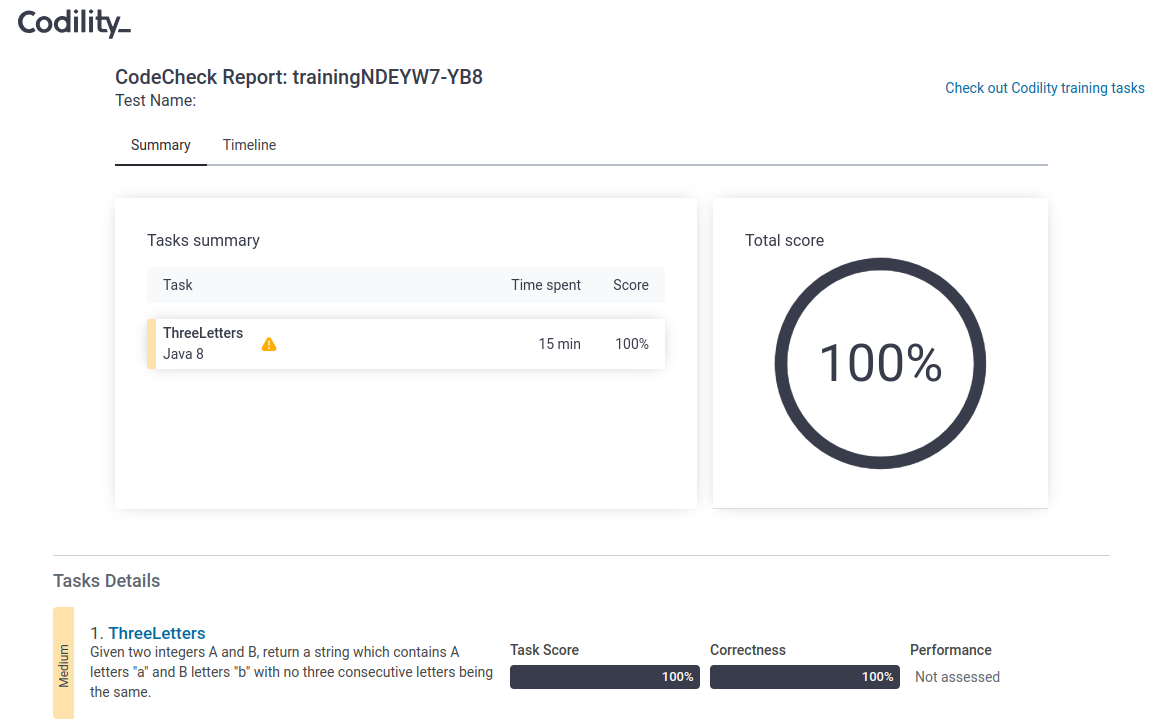 Codility_
CodeCheck Report: trainingNDEYW7-YB8
Test Name:
Check out Codility training tasks
Summary
Timeline
Tasks summary
Task Time spent Score
ThreeLetters
Java 8
15 min 100%
Total score
100%
Tasks Details
Medium
1. ThreeLetters
Given two integers A and B, return a string which contains A
letters "a" and B letters "b" with no three consecutive letters being
the same.
Task Score
100%
Correctness
100%
Performance
Not assessed